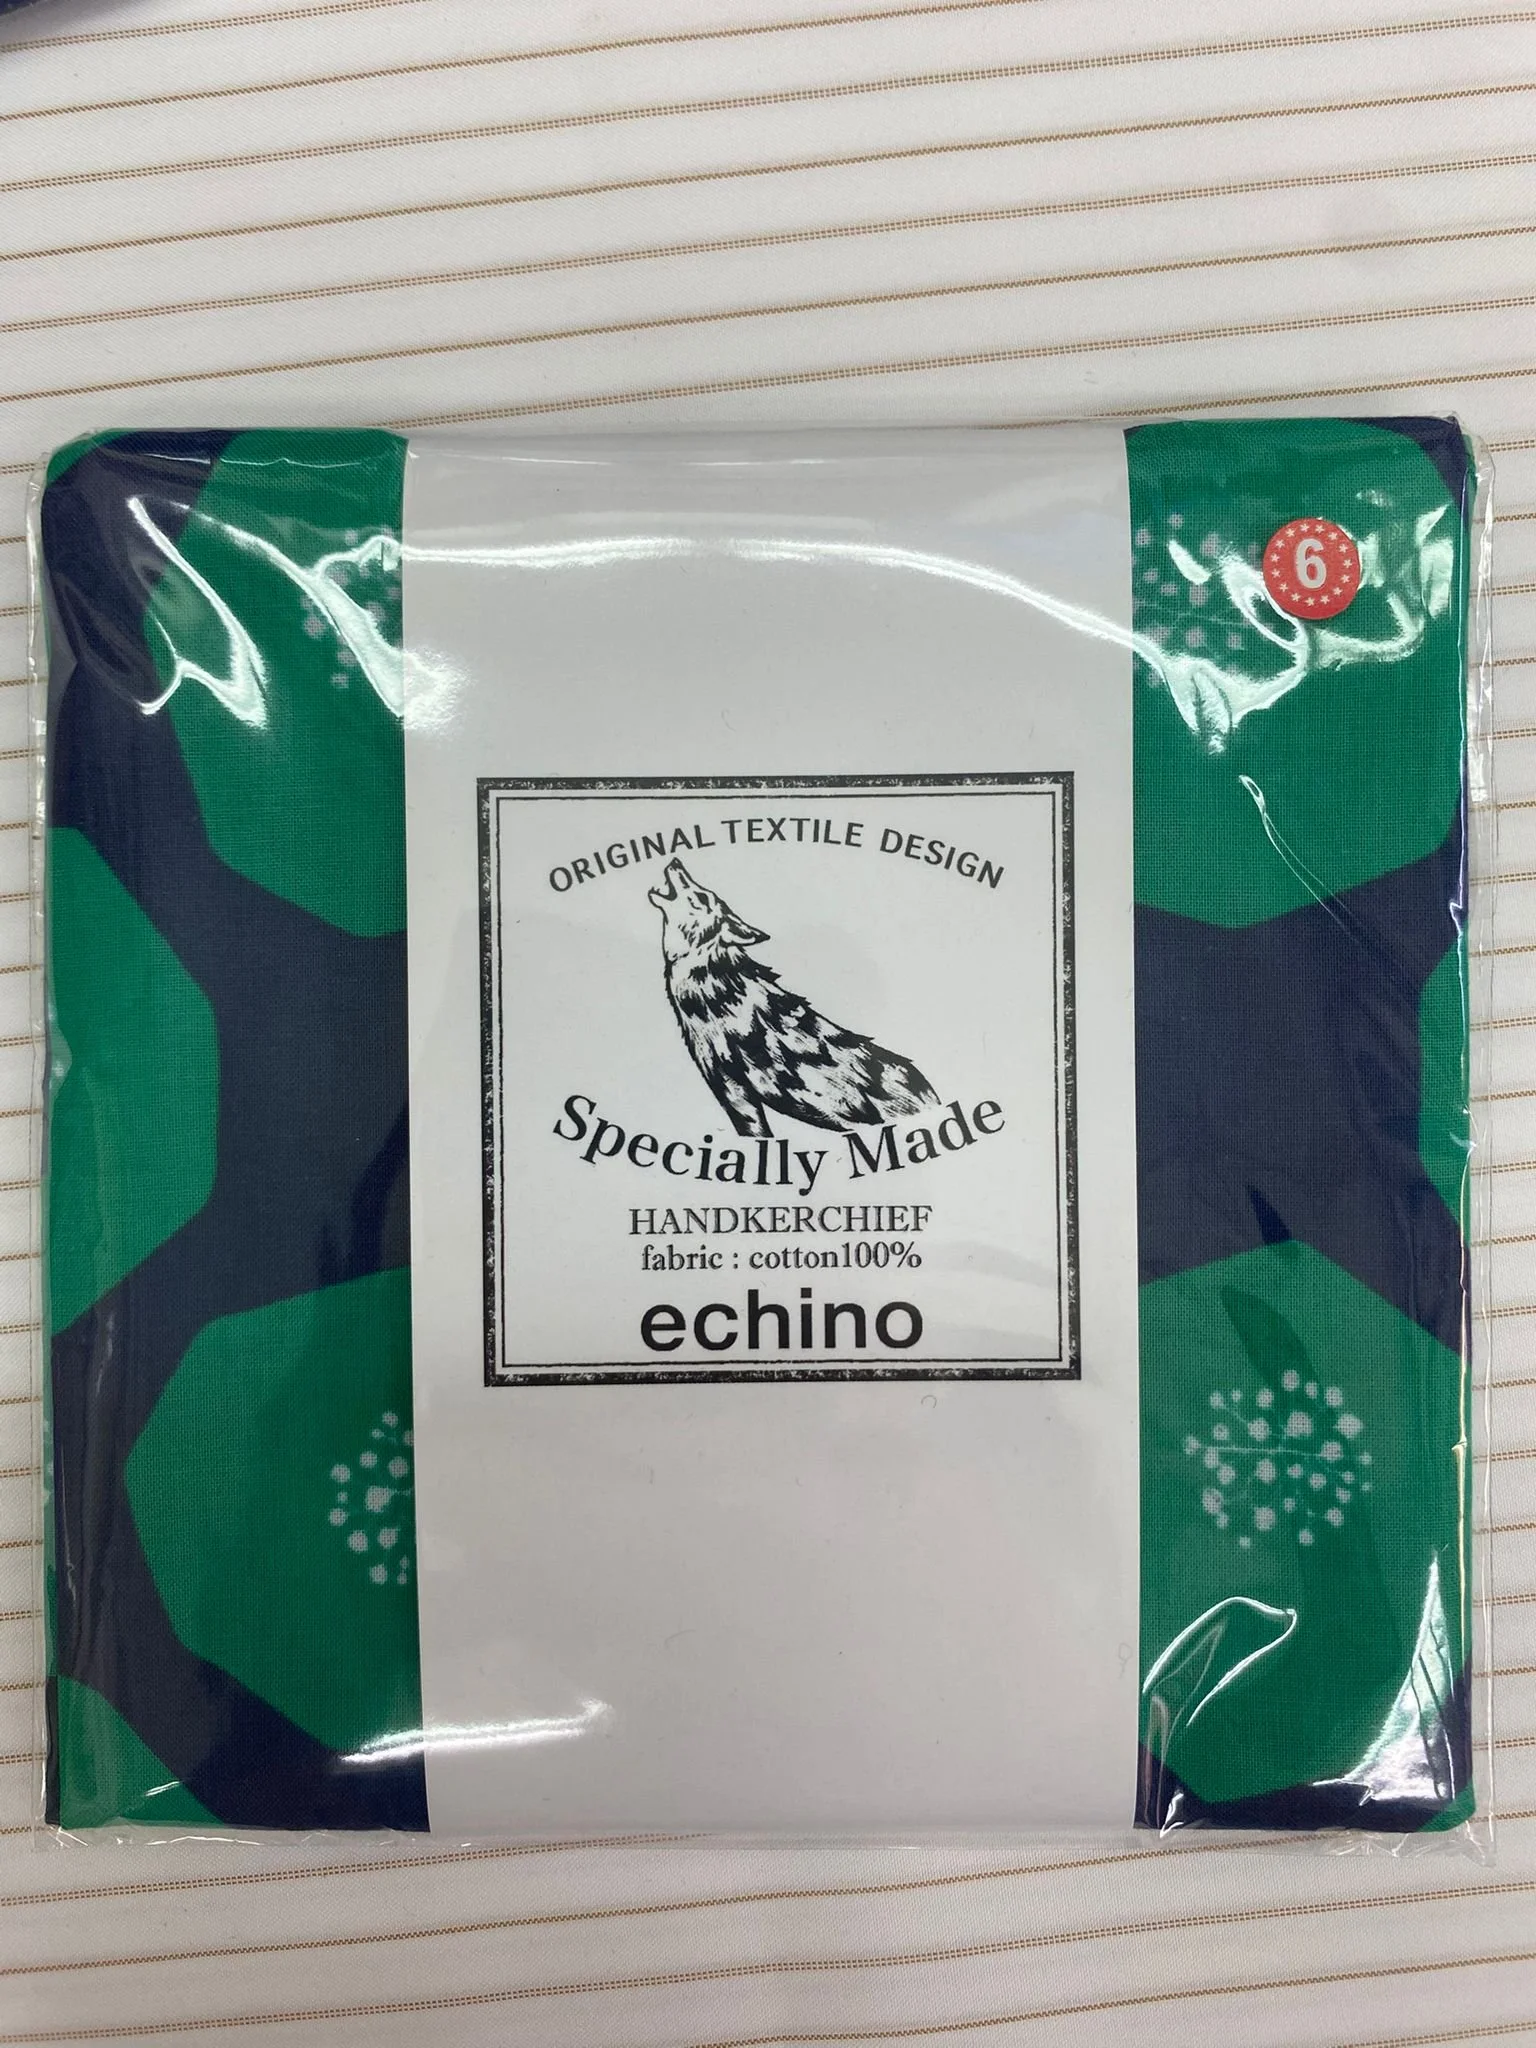 6
ORIGINAL TEXTILE DESIGN
Specially Made
HANDKERCHIEF
fabric : cotton100%
echino